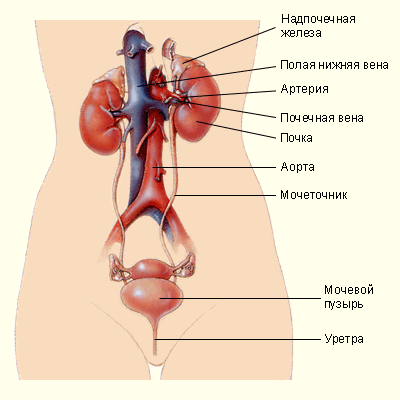 Надпочечная
железа
Полая нижняя вена
Артерия
Почечная вена
Почка
Аорта
Мочеточник
Мочевой
пузырь
Уретра